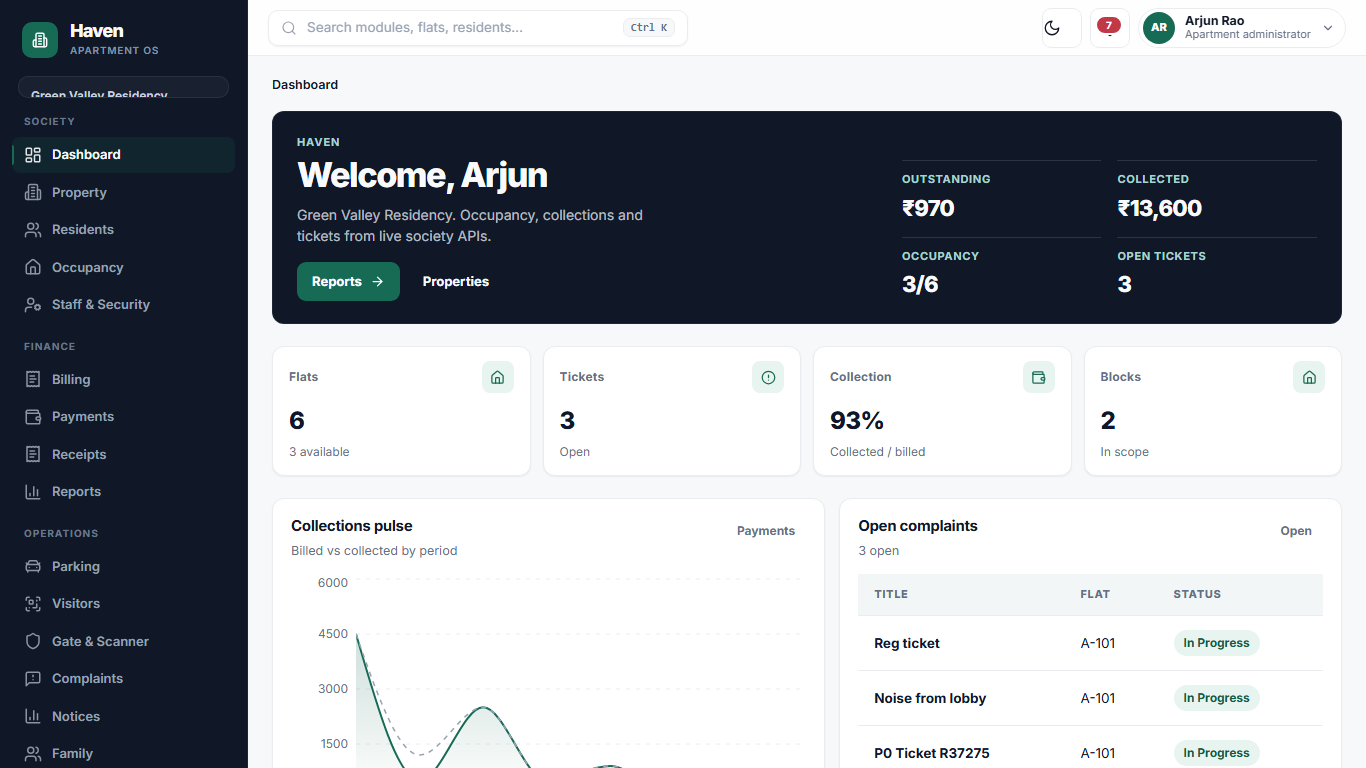 Haven
APARTMENT OS
Green Valley Residency
SOCIETY
Dashboard
Property
Residents
Occupancy
Staff & Security
FINANCE
Billing
Payments
Receipts
Reports
OPERATIONS
Parking
Visitors
Gate & Scanner
Complaints
Notices
Family
Search modules, flats, residents...
Ctrl K
7
AR
Arjun Rao
Apartment administrator
Dashboard
HAVEN
Welcome, Arjun
Green Valley Residency. Occupancy, collections and
tickets from live society APIs.
Reports
Properties
OUTSTANDING
₹970
COLLECTED
₹13,600
OCCUPANCY
3/6
OPEN TICKETS
3
Flats
6
3 available
Tickets
3
Open
Collection
93%
Collected / billed
Blocks
2
In scope
Collections pulse
Billed vs collected by period
Payments
6000
4500
3000
1500
Open complaints
3 open
Open
TITLE FLAT STATUS
Reg ticket A-101 In Progress
Noise from lobby A-101 In Progress
P0 Ticket R37275 A-101 In Progress